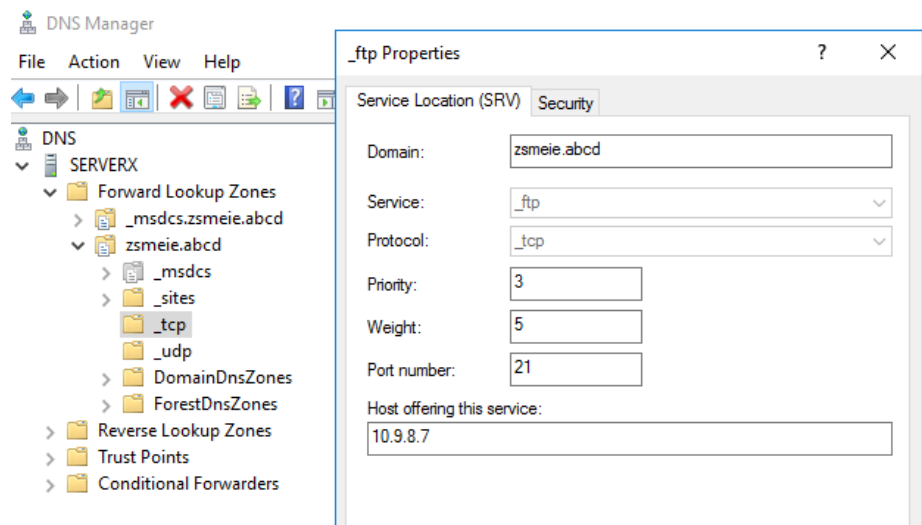 DNS Manager
File Action View Help
DNS
SERVERX
Forward Lookup Zones
_msdcs.zsmeie.abcd
zsmeie.abcd
_msdcs
_sites
_tcp
_udp
DomainDnsZones
ForestDnsZones
Reverse Lookup Zones
Trust Points
Conditional Forwarders
_ftp Properties
Service Location (SRV) Security
Domain: zsmeie.abcd
Service: _ftp
Protocol: _tcp
Priority: 3
Weight: 5
Port number: 21
Host offering this service:
10.9.8.7